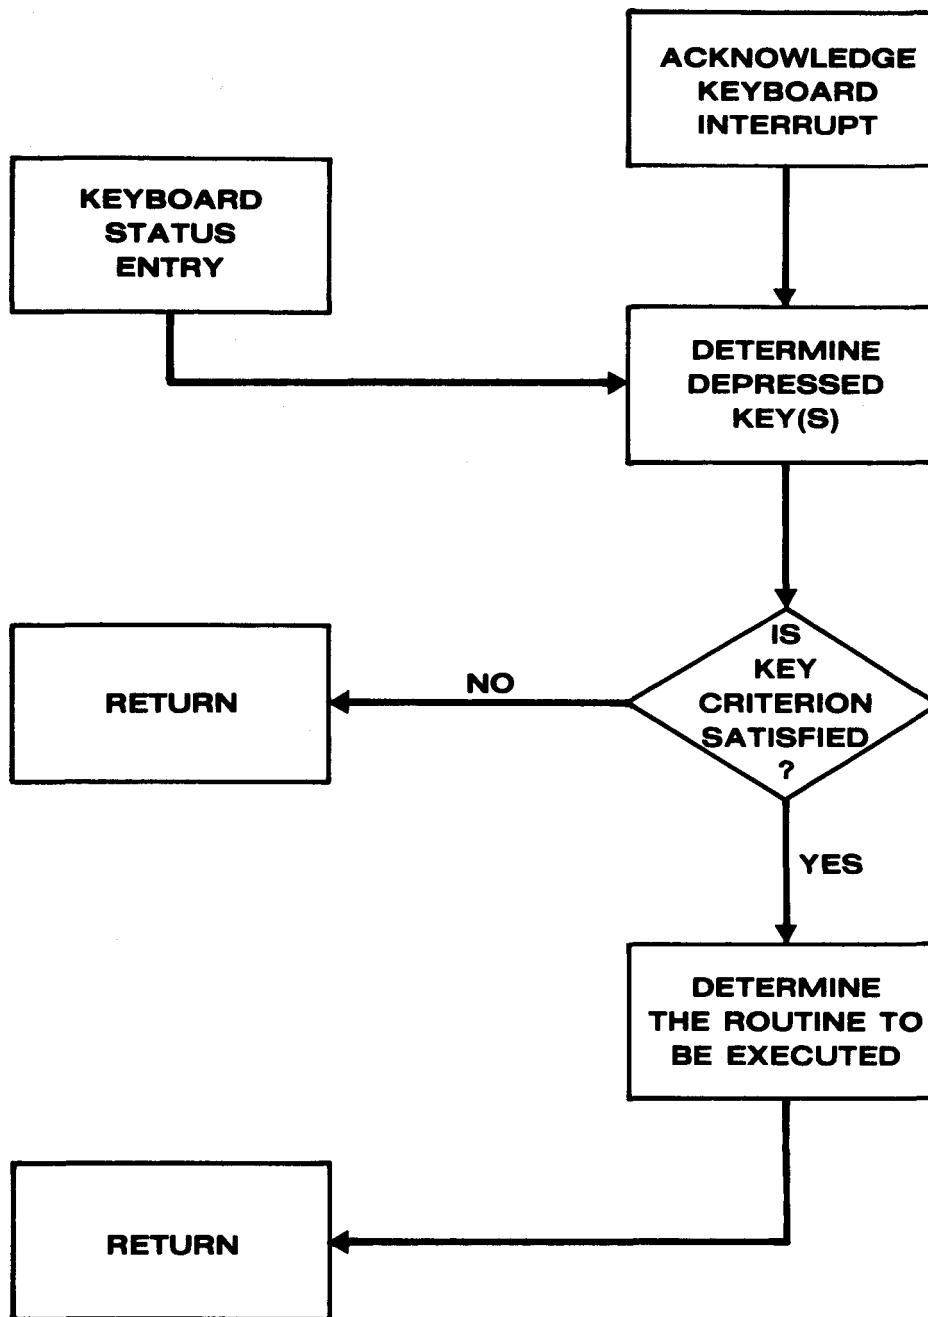 ACKNOWLEDGE
KEYBOARD
INTERRUPT
KEYBOARD
STATUS
ENTRY
DETERMINE
DEPRESSED
KEY(S)
IS
KEY
CRITERION
SATISFIED
?
NO
RETURN
YES
DETERMINE
THE ROUTINE TO
BE EXECUTED
RETURN